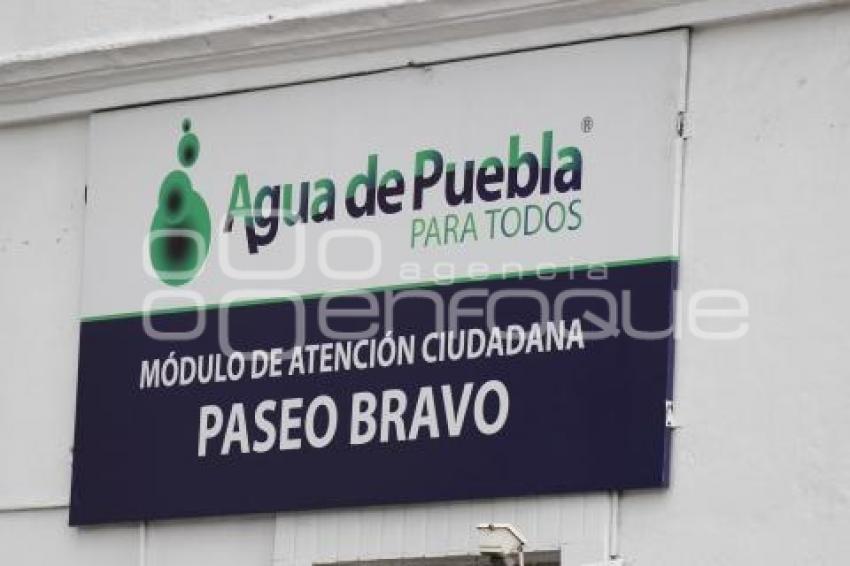 Agua de Puebla ®
PARA TODOS
agencia
enfoque
MÓDULO DE ATENCIÓN CIUDADANA
PASEO BRAVO